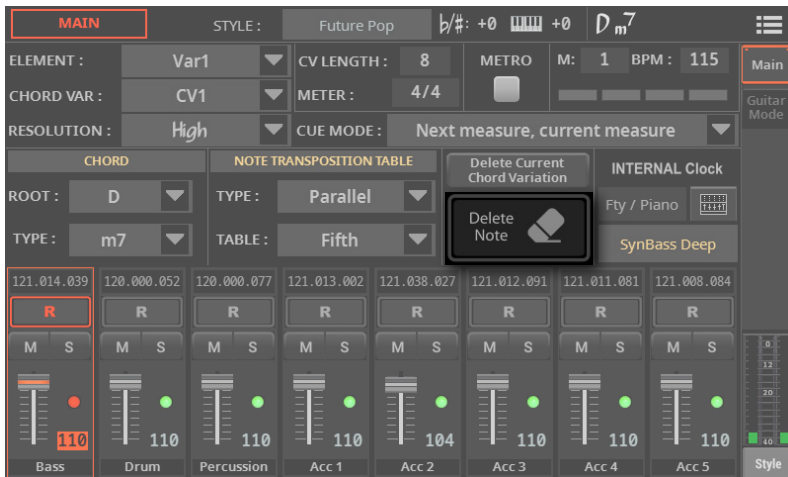 MAIN STYLE : Future Pop ♭/♯: +0 +0 D m7
ELEMENT : Var1 CV LENGTH : 8 METRO M: 1 BPM : 115 Main
CHORD VAR : CV1 METER : 4/4 Guitar
Mode
RESOLUTION : High CUE MODE : Next measure, current measure
CHORD NOTE TRANSPOSITION TABLE Delete Current
Chord Variation INTERNAL Clock
ROOT : D TYPE : Parallel Delete
Note Fty / Piano
TYPE : m7 TABLE : Fifth SynBass Deep
121.014.039 120.000.052 120.000.077 121.013.002 121.038.027 121.012.091 121.011.081 121.008.084
R R R R R R R R
M S M S M S M S M S M S M S M S
0
12
20
110 110 110 110 104 110 110 110 40
Bass Drum Percussion Acc 1 Acc 2 Acc 3 Acc 4 Acc 5 Style